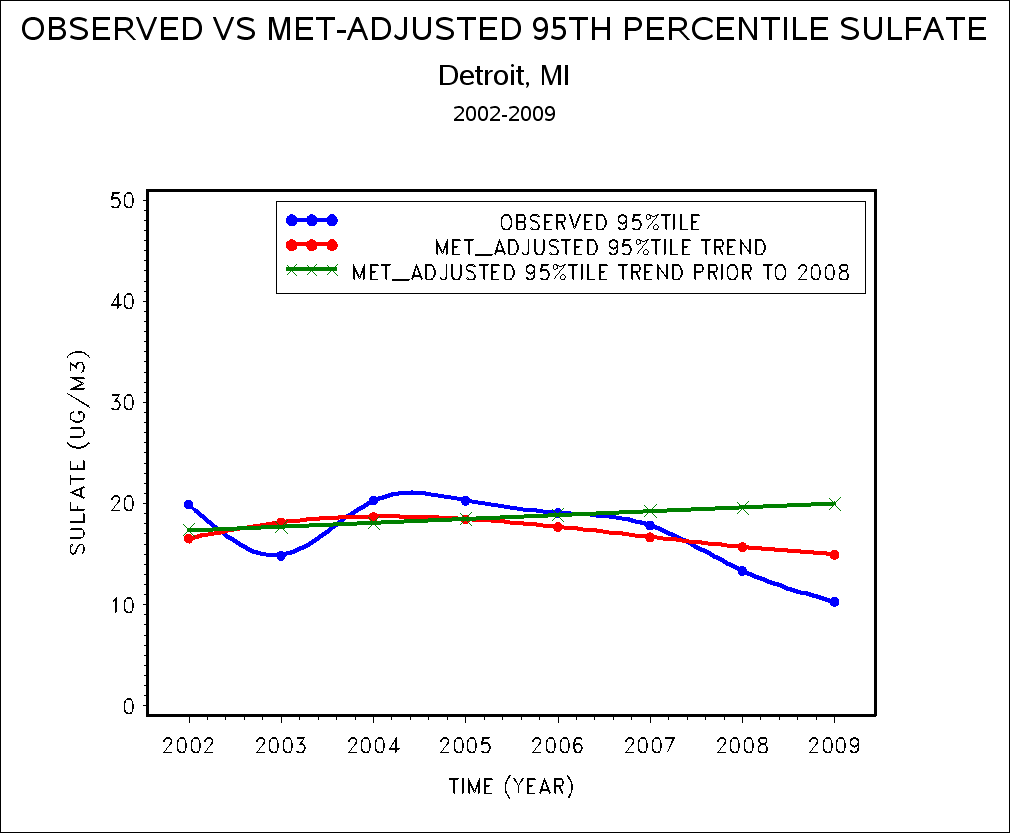 OBSERVED VS MET-ADJUSTED 95TH PERCENTILE SULFATE
Detroit, MI
2002-2009
OBSERVED 95%TILE
MET_ADJUSTED 95%TILE TREND
MET_ADJUSTED 95%TILE TREND PRIOR TO 2008
50
40
30
20
10
0
SULFATE (UG/M3)
2002 2003 2004 2005 2006 2007 2008 2009
TIME (YEAR)